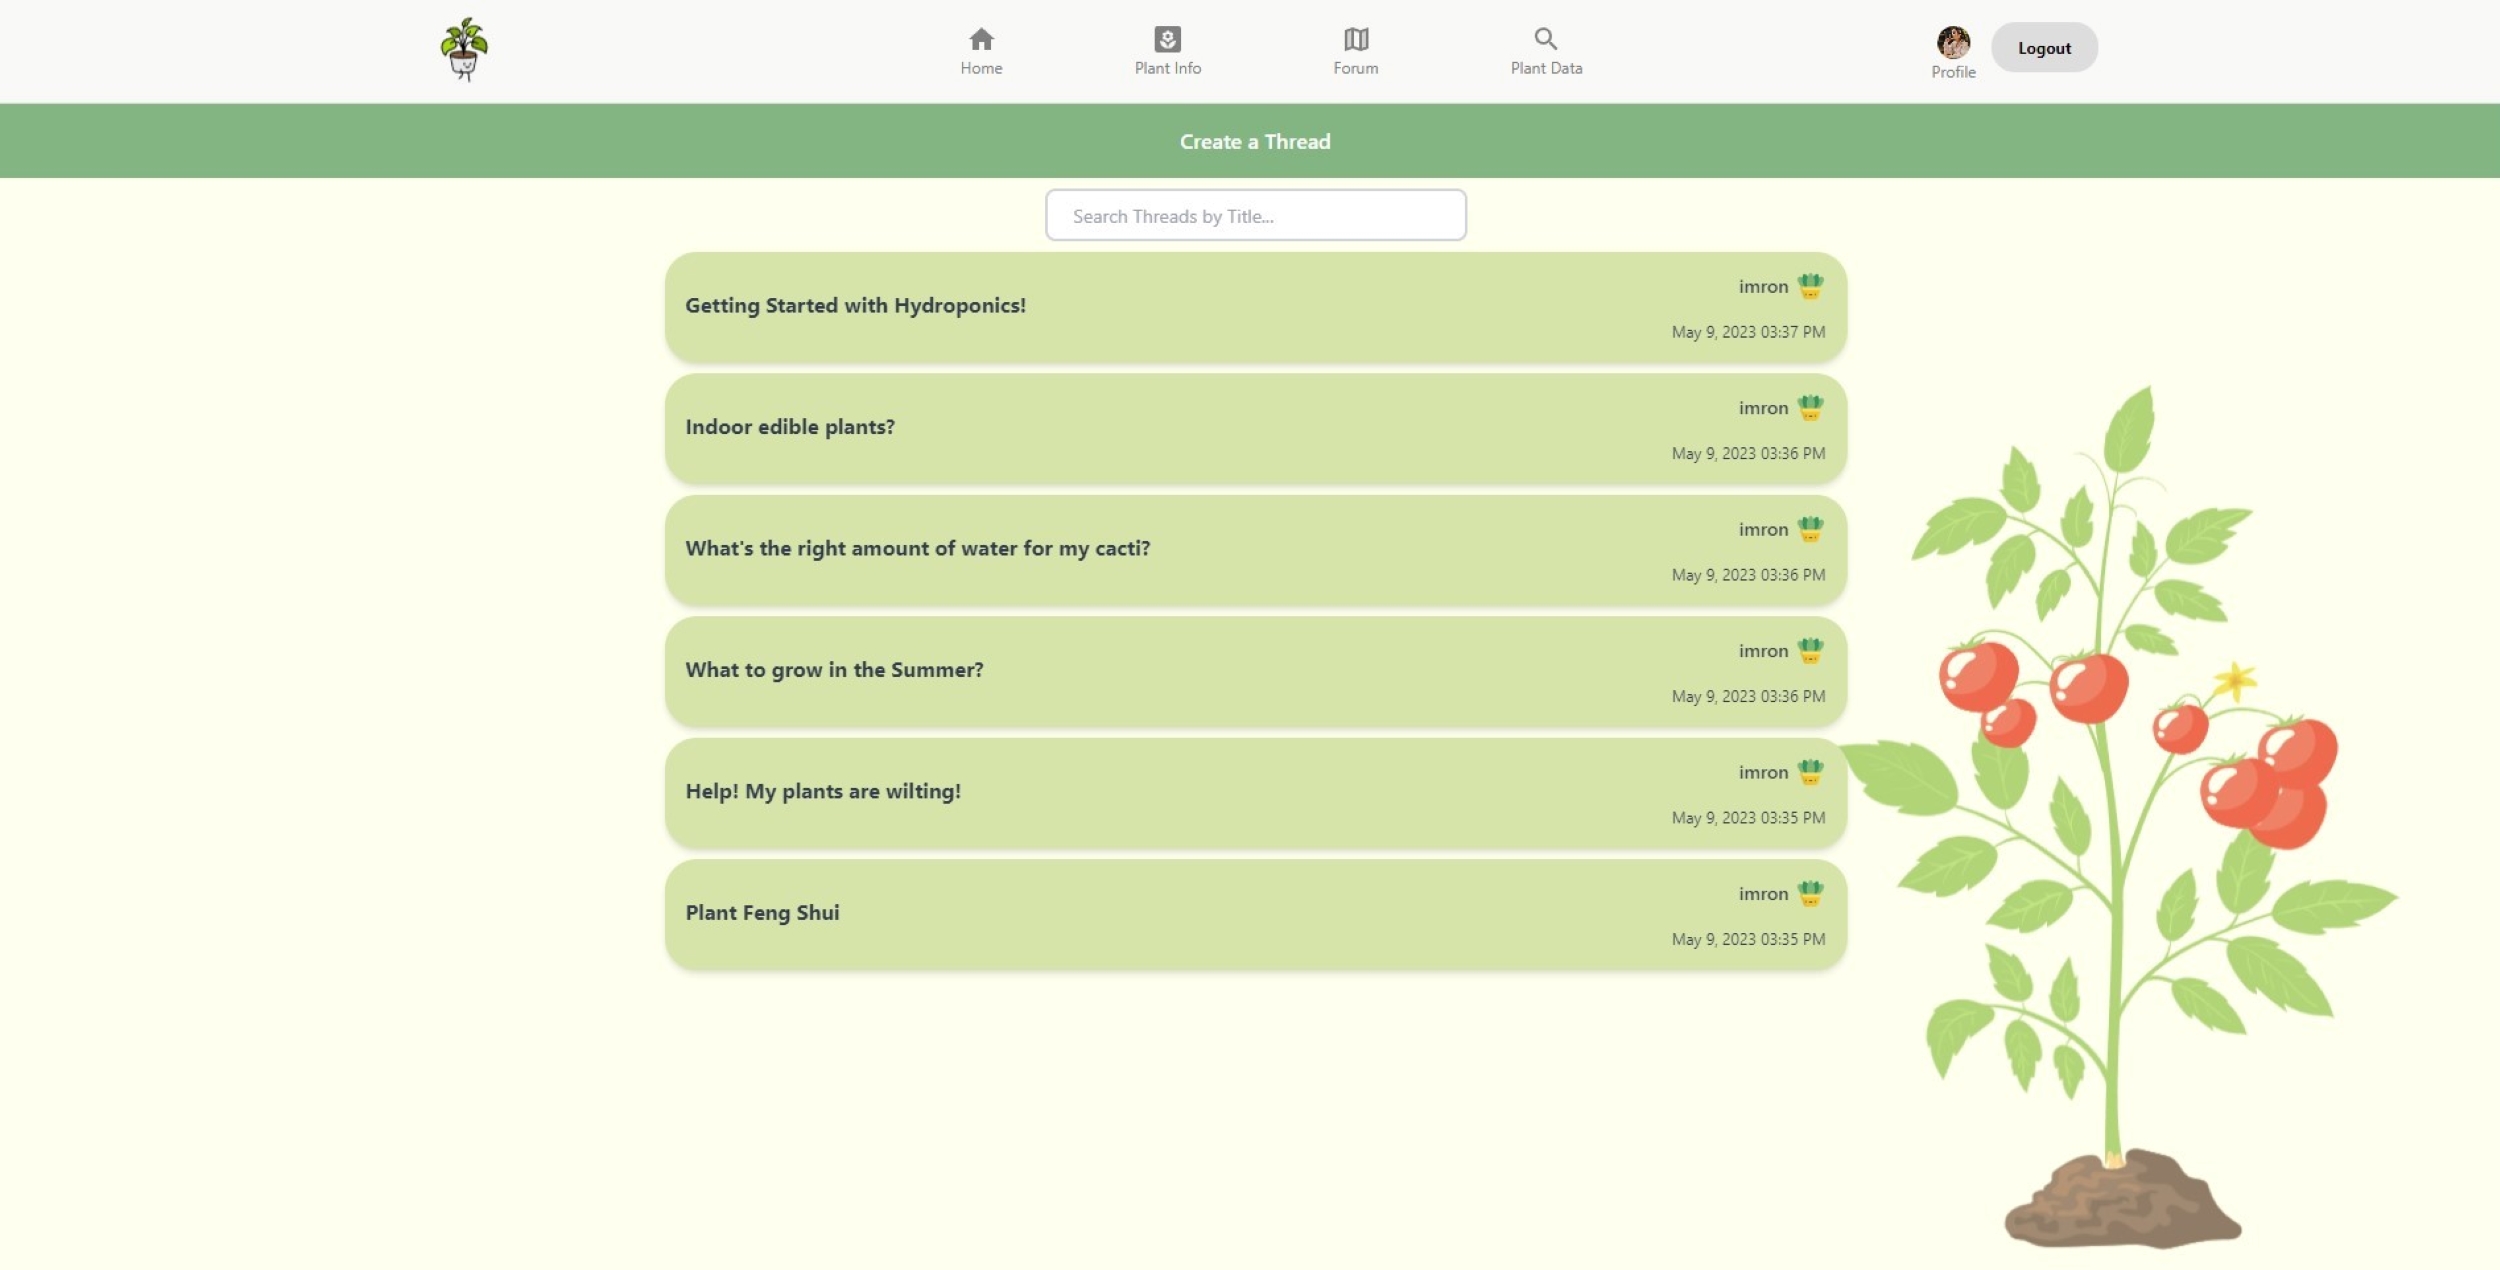 Home
Plant Info
Forum
Plant Data
Profile
Logout
Create a Thread
Search Threads by Title...
imron
Getting Started with Hydroponics!
May 9, 2023 03:37 PM
imron
Indoor edible plants?
May 9, 2023 03:36 PM
imron
What's the right amount of water for my cacti?
May 9, 2023 03:36 PM
imron
What to grow in the Summer?
May 9, 2023 03:36 PM
imron
Help! My plants are wilting!
May 9, 2023 03:35 PM
imron
Plant Feng Shui
May 9, 2023 03:35 PM